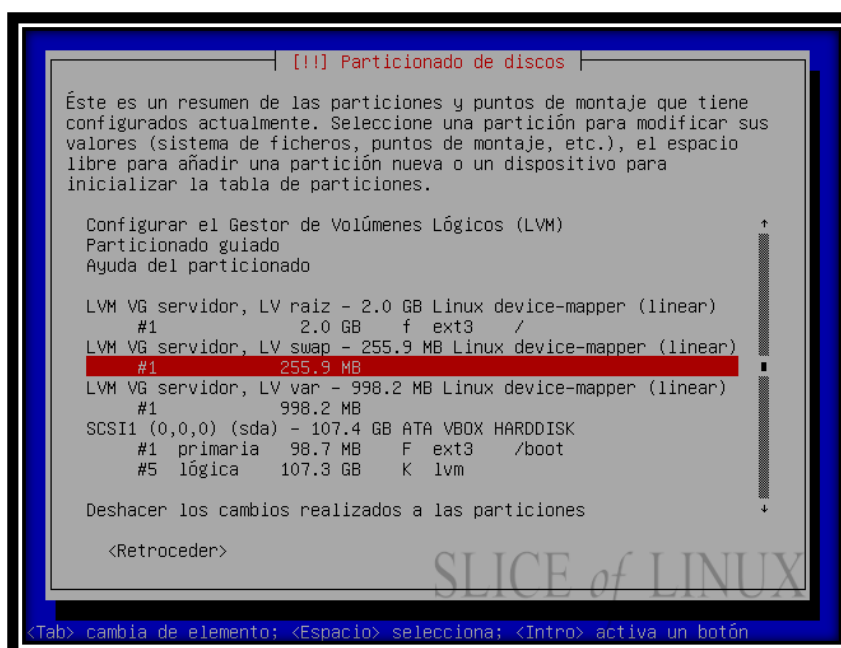 [!!] Particionado de discos
Éste es un resumen de las particiones y puntos de montaje que tiene
configurados actualmente. Seleccione una partición para modificar sus
valores (sistema de ficheros, puntos de montaje, etc.), el espacio
libre para añadir una partición nueva o un dispositivo para
inicializar la tabla de particiones.
Configurar el Gestor de Volúmenes Lógicos (LVM)
Particionado guiado
Ayuda del particionado
LVM VG servidor, LV raiz - 2.0 GB Linux device-mapper (linear)
#1 2.0 GB f ext3 /
LVM VG servidor, LV swap - 255.9 MB Linux device-mapper (linear)
#1 255.9 MB
LVM VG servidor, LV var - 998.2 MB Linux device-mapper (linear)
#1 998.2 MB
SCSI1 (0,0,0) (sda) - 107.4 GB ATA VBOX HARDDISK
#1 primaria 98.7 MB F ext3 /boot
#5 lógica 107.3 GB K lvm
Deshacer los cambios realizados a las particiones
<Retroceder>
SLICE of LINUX
<Tab> cambia de elemento; <Espacio> selecciona; <Intro> activa un botón